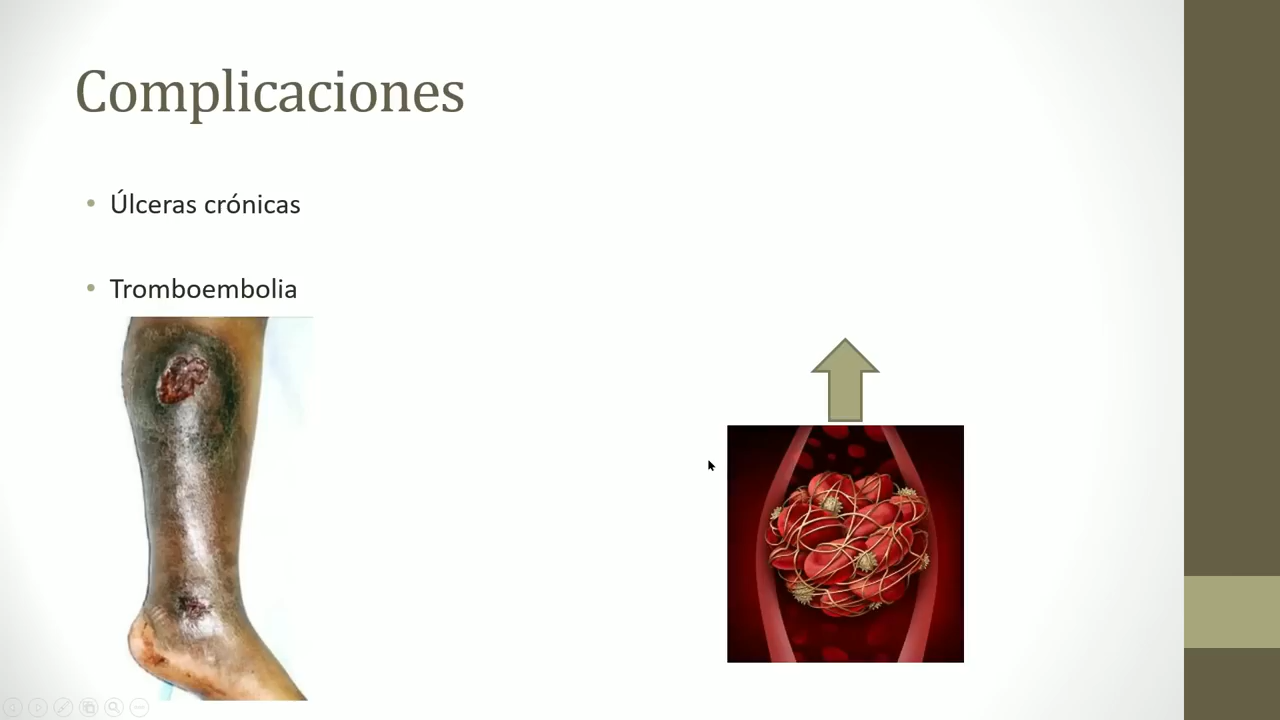 Complicaciones
• Úlceras crónicas
• Tromboembolia